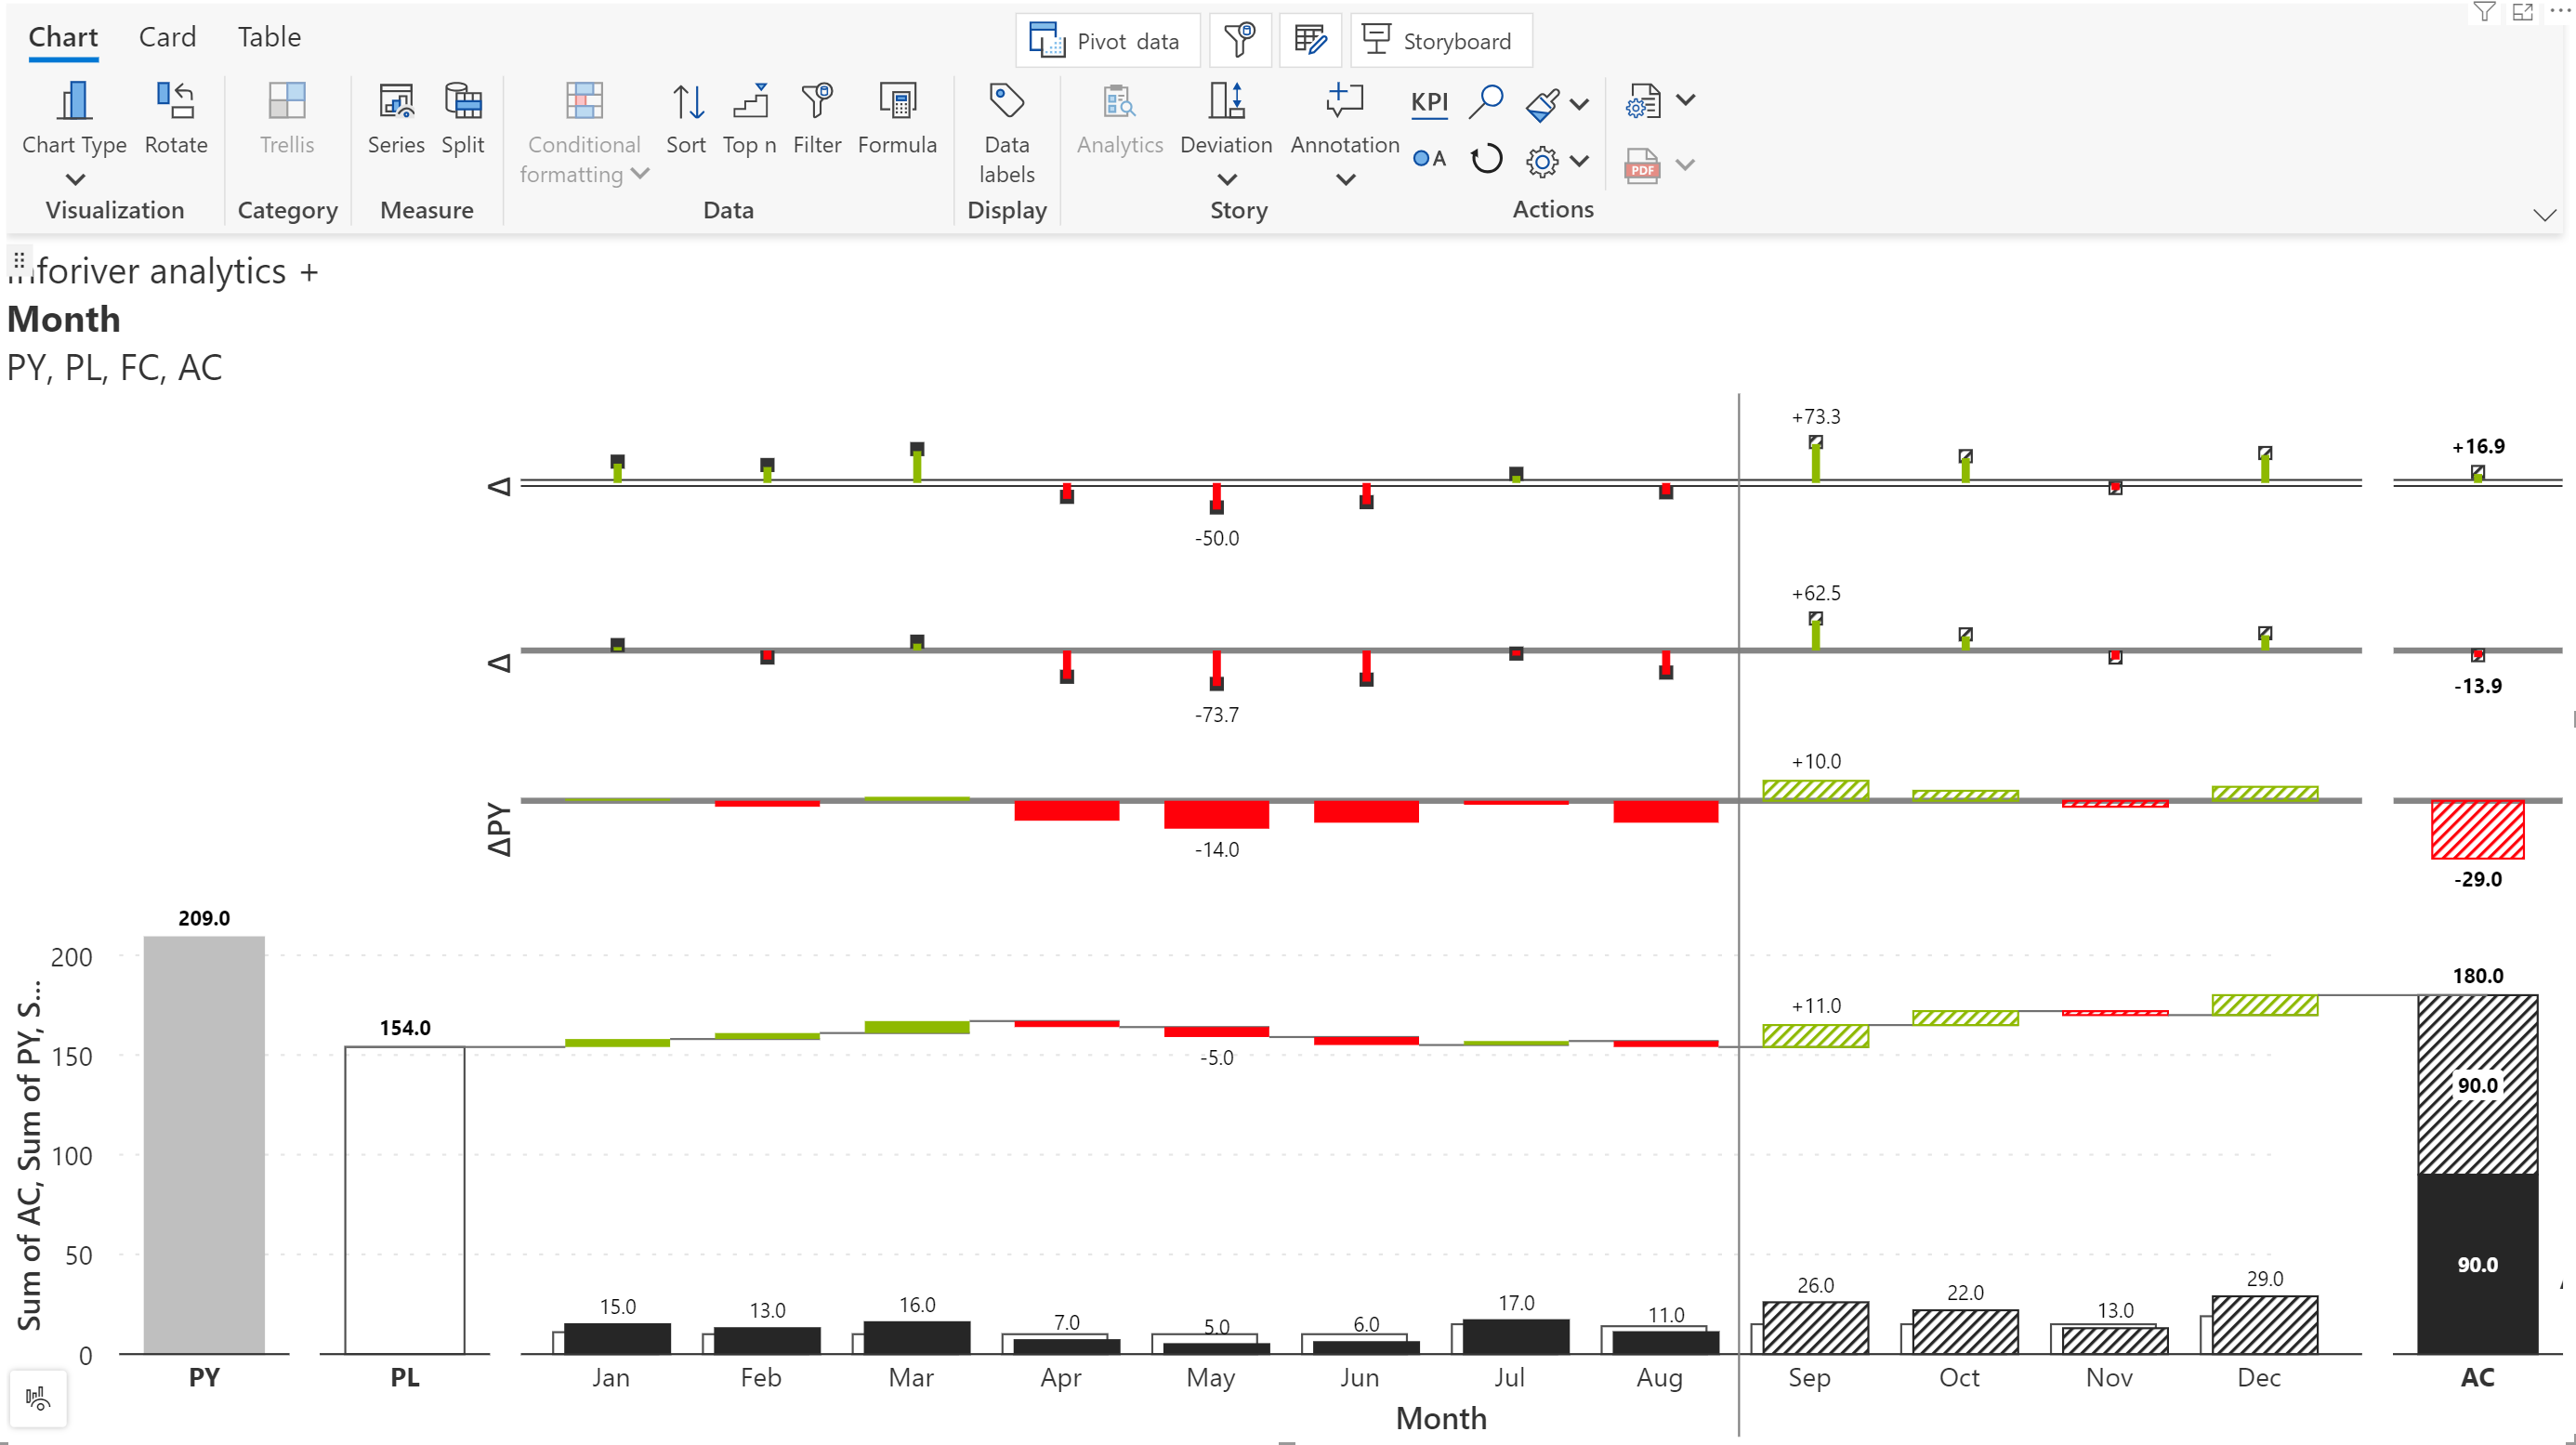 Chart Card Table
Pivot data
Storyboard
Chart Type Rotate
Visualization
Trellis
Category
Series Split
Measure
Conditional formatting Sort Top n Filter Formula
Data
Data labels
Display
Analytics Deviation Annotation
Story
KPI
A
PDF
Actions
foriver analytics +
Month
PY, PL, FC, AC
Δ
-50.0
+73.3
+16.9
Δ
-73.7
+62.5
-13.9
ΔPY
-14.0
+10.0
-29.0
Sum of AC, Sum of PY, S...
200
150
100
50
0
209.0
154.0
-5.0
+11.0
180.0
90.0
90.0
15.0 13.0 16.0 7.0 5.0 6.0 17.0 11.0 26.0 22.0 13.0 29.0
PY PL Jan Feb Mar Apr May Jun Jul Aug Sep Oct Nov Dec AC
Month